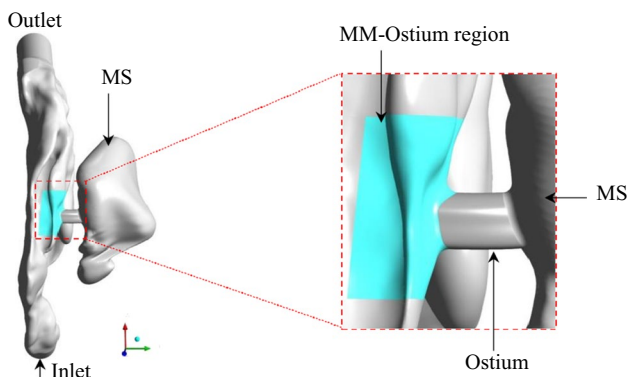 Outlet
MS
Inlet
MM-Ostium region
MS
Ostium